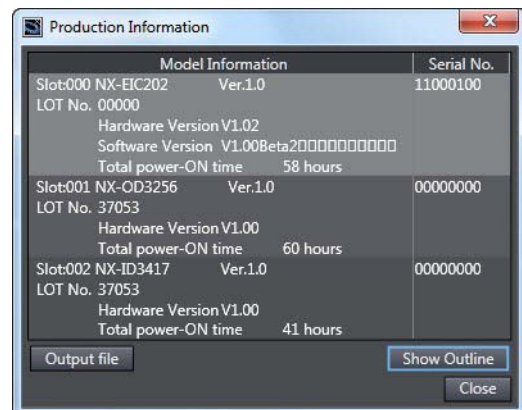 Production Information
Model Information Serial No.
Slot:000 NX-EIC202 Ver.1.0 11000100
LOT No. 00000
Hardware Version V1.02
Software Version V1.00Beta2□□□□□□□□□□
Total power-ON time 58 hours
Slot:001 NX-OD3256 Ver.1.0 00000000
LOT No. 37053
Hardware Version V1.00
Total power-ON time 60 hours
Slot:002 NX-ID3417 Ver.1.0 00000000
LOT No. 37053
Hardware Version V1.00
Total power-ON time 41 hours
Output file Show Outline
Close